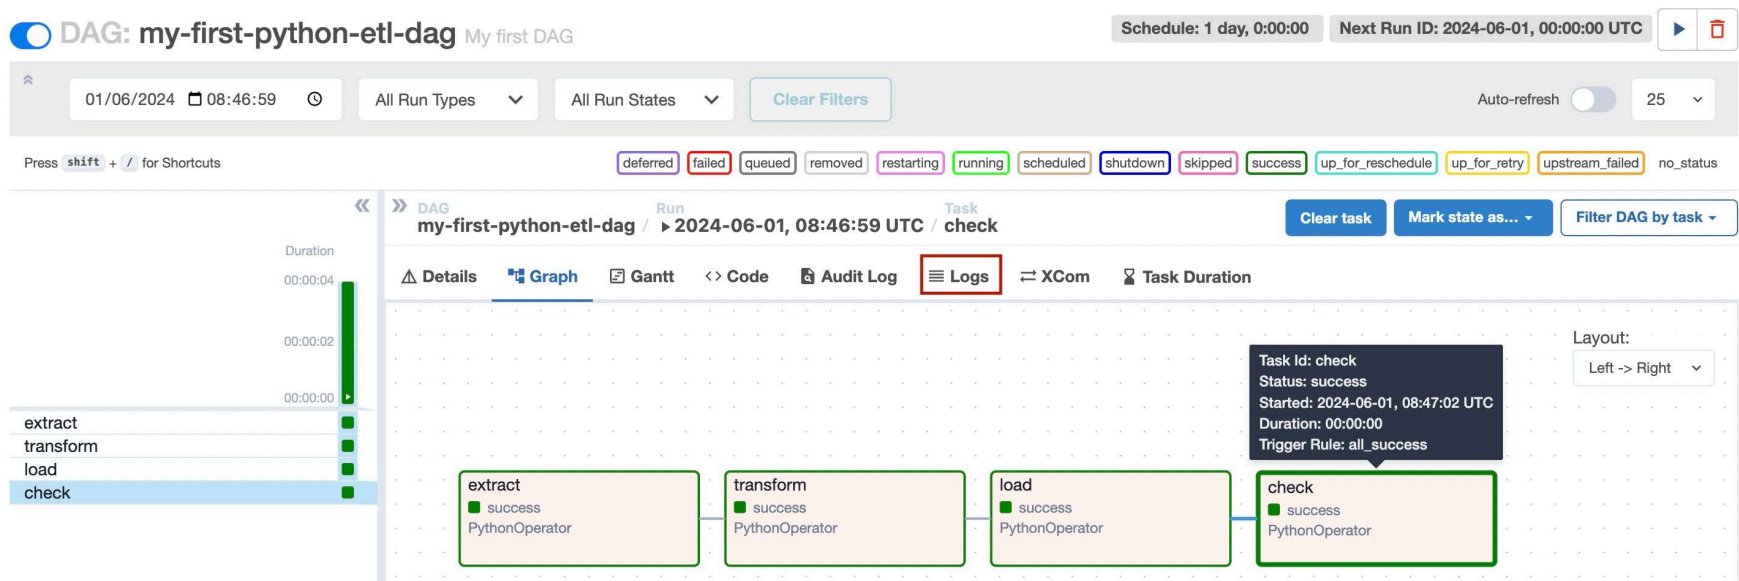 DAG: my-first-python-etl-dag My first DAG
Schedule: 1 day, 0:00:00
Next Run ID: 2024-06-01, 00:00:00 UTC
01/06/2024 08:46:59
All Run Types
All Run States
Clear Filters
Auto-refresh
25
Press shift + / for Shortcuts
deferred failed queued removed restarting running scheduled shutdown skipped success up_for_reschedule up_for_retry upstream_failed no_status
Duration
00:00:04
00:00:02
00:00:00
extract
transform
load
check
DAG
my-first-python-etl-dag /
Run
2024-06-01, 08:46:59 UTC /
Task
check
Clear task
Mark state as...
Filter DAG by task
Details
Graph
Gantt
<> Code
Audit Log
Logs
XCom
Task Duration
Layout:
Left -> Right
Task Id: check
Status: success
Started: 2024-06-01, 08:47:02 UTC
Duration: 00:00:00
Trigger Rule: all_success
extract
success
PythonOperator
transform
success
PythonOperator
load
success
PythonOperator
check
success
PythonOperator